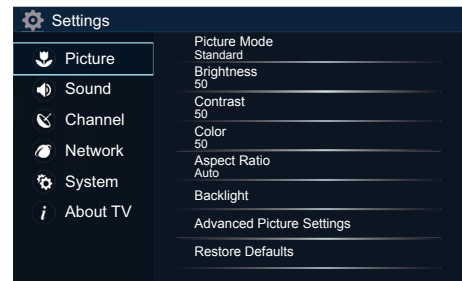 Settings
Picture
Sound
Channel
Network
System
i About TV
Picture Mode
Standard
Brightness
50
Contrast
50
Color
50
Aspect Ratio
Auto
Backlight
Advanced Picture Settings
Restore Defaults